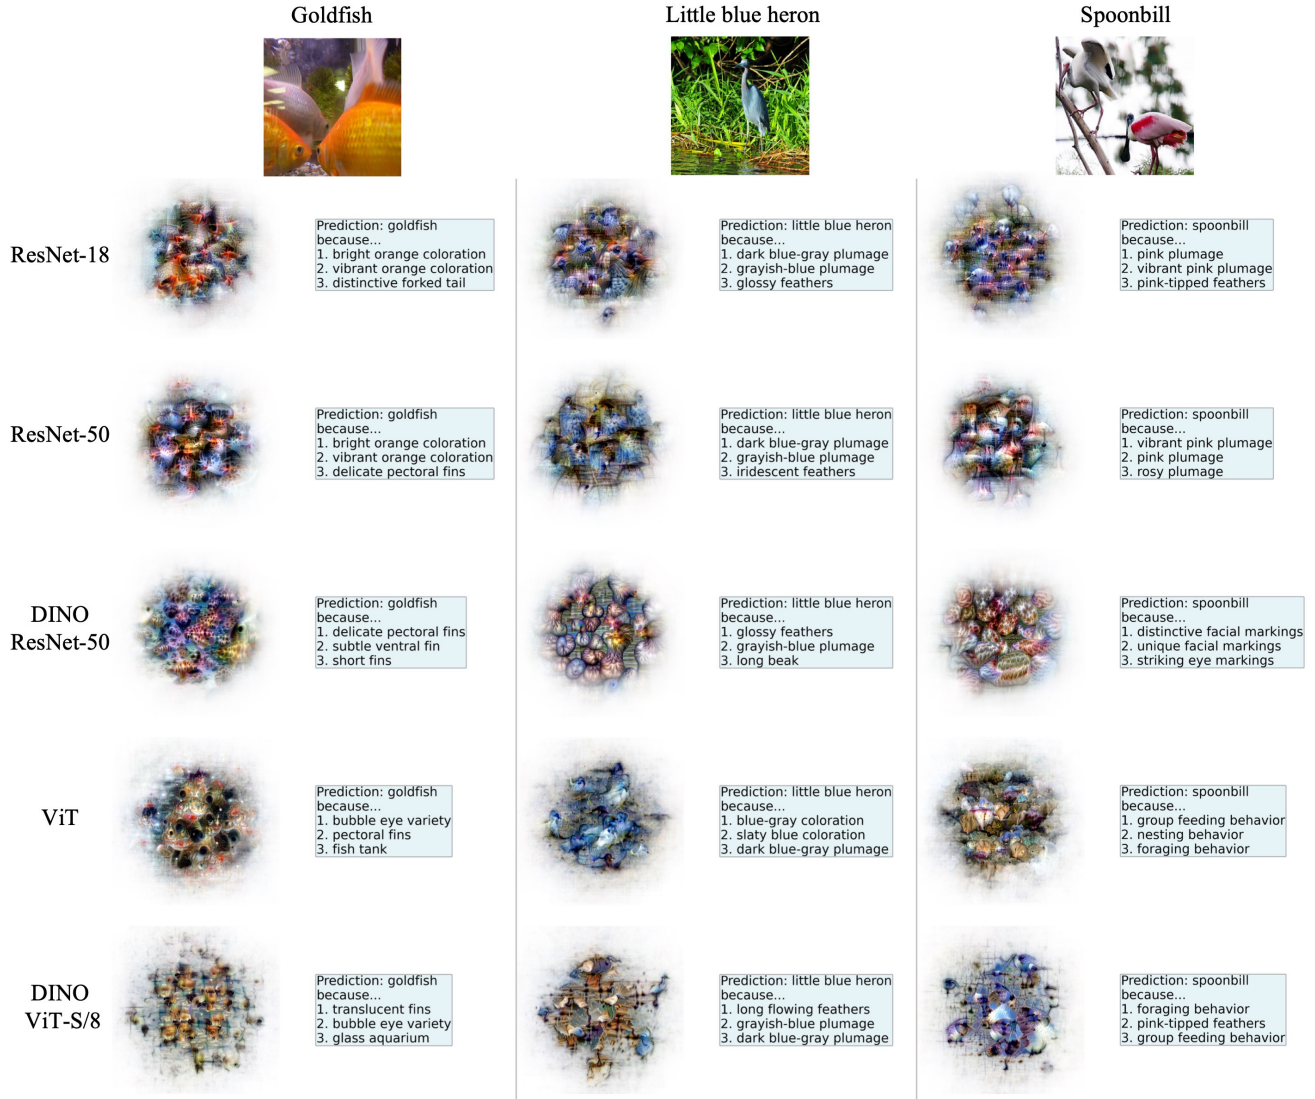 Goldfish
Little blue heron
Spoonbill
ResNet-18
Prediction: goldfish
because...
1. bright orange coloration
2. vibrant orange coloration
3. distinctive forked tail
Prediction: little blue heron
because...
1. dark blue-gray plumage
2. grayish-blue plumage
3. glossy feathers
Prediction: spoonbill
because...
1. pink plumage
2. vibrant pink plumage
3. pink-tipped feathers
ResNet-50
Prediction: goldfish
because...
1. bright orange coloration
2. vibrant orange coloration
3. delicate pectoral fins
Prediction: little blue heron
because...
1. dark blue-gray plumage
2. grayish-blue plumage
3. iridescent feathers
Prediction: spoonbill
because...
1. vibrant pink plumage
2. pink plumage
3. rosy plumage
DINO
ResNet-50
Prediction: goldfish
because...
1. delicate pectoral fins
2. subtle ventral fin
3. short fins
Prediction: little blue heron
because...
1. glossy feathers
2. grayish-blue plumage
3. long beak
Prediction: spoonbill
because...
1. distinctive facial markings
2. unique facial markings
3. striking eye markings
ViT
Prediction: goldfish
because...
1. bubble eye variety
2. pectoral fins
3. fish tank
Prediction: little blue heron
because...
1. blue-gray coloration
2. slaty blue coloration
3. dark blue-gray plumage
Prediction: spoonbill
because...
1. group feeding behavior
2. nesting behavior
3. foraging behavior
DINO
ViT-S/8
Prediction: goldfish
because...
1. translucent fins
2. bubble eye variety
3. glass aquarium
Prediction: little blue heron
because...
1. long flowing feathers
2. grayish-blue plumage
3. dark blue-gray plumage
Prediction: spoonbill
because...
1. foraging behavior
2. pink-tipped feathers
3. group feeding behavior